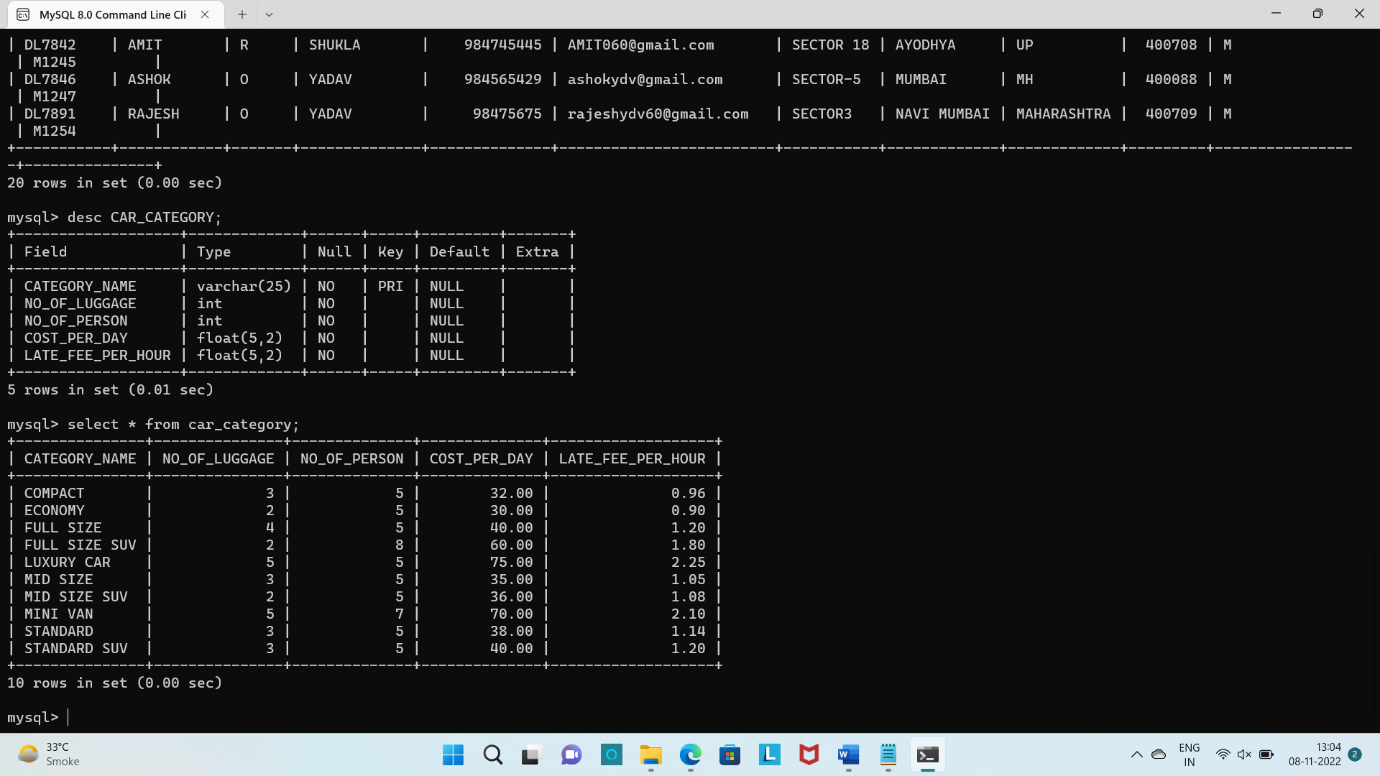 MySQL 8.0 Command Line Cli
| DL7842    | AMIT       | R     | SHUKLA       |    984745445 | AMIT060@gmail.com       | SECTOR 18 | AYODHYA     | UP          |  400708 | M
 | M1245         |
| DL7846    | ASHOK      | O     | YADAV        |    984565429 | ashokydv@gmail.com      | SECTOR-5  | MUMBAI      | MH          |  400088 | M
 | M1247         |
| DL7891    | RAJESH     | O     | YADAV        |     98475675 | rajeshydv60@gmail.com   | SECTOR3   | NAVI MUMBAI | MAHARASHTRA |  400709 | M
 | M1254         |
20 rows in set (0.00 sec)
mysql> desc CAR_CATEGORY;
| Field             | Type        | Null | Key | Default | Extra |
| CATEGORY_NAME     | varchar(25) | NO   | PRI | NULL    |       |
| NO_OF_LUGGAGE     | int         | NO   |     | NULL    |       |
| NO_OF_PERSON      | int         | NO   |     | NULL    |       |
| COST_PER_DAY      | float(5,2)  | NO   |     | NULL    |       |
| LATE_FEE_PER_HOUR | float(5,2)  | NO   |     | NULL    |       |
5 rows in set (0.01 sec)
mysql> select * from car_category;
| CATEGORY_NAME | NO_OF_LUGGAGE | NO_OF_PERSON | COST_PER_DAY | LATE_FEE_PER_HOUR |
| COMPACT       |             3 |            5 |        32.00 |              0.96 |
| ECONOMY       |             2 |            5 |        30.00 |              0.90 |
| FULL SIZE     |             4 |            5 |        40.00 |              1.20 |
| FULL SIZE SUV |             2 |            8 |        60.00 |              1.80 |
| LUXURY CAR    |             5 |            5 |        75.00 |              2.25 |
| MID SIZE      |             3 |            5 |        35.00 |              1.05 |
| MID SIZE SUV  |             2 |            5 |        36.00 |              1.08 |
| MINI VAN      |             5 |            7 |        70.00 |              2.10 |
| STANDARD      |             3 |            5 |        38.00 |              1.14 |
| STANDARD SUV  |             3 |            5 |        40.00 |              1.20 |
10 rows in set (0.00 sec)
mysql>
33°C
Smoke
ENG
IN
13:04
08-11-2022
2